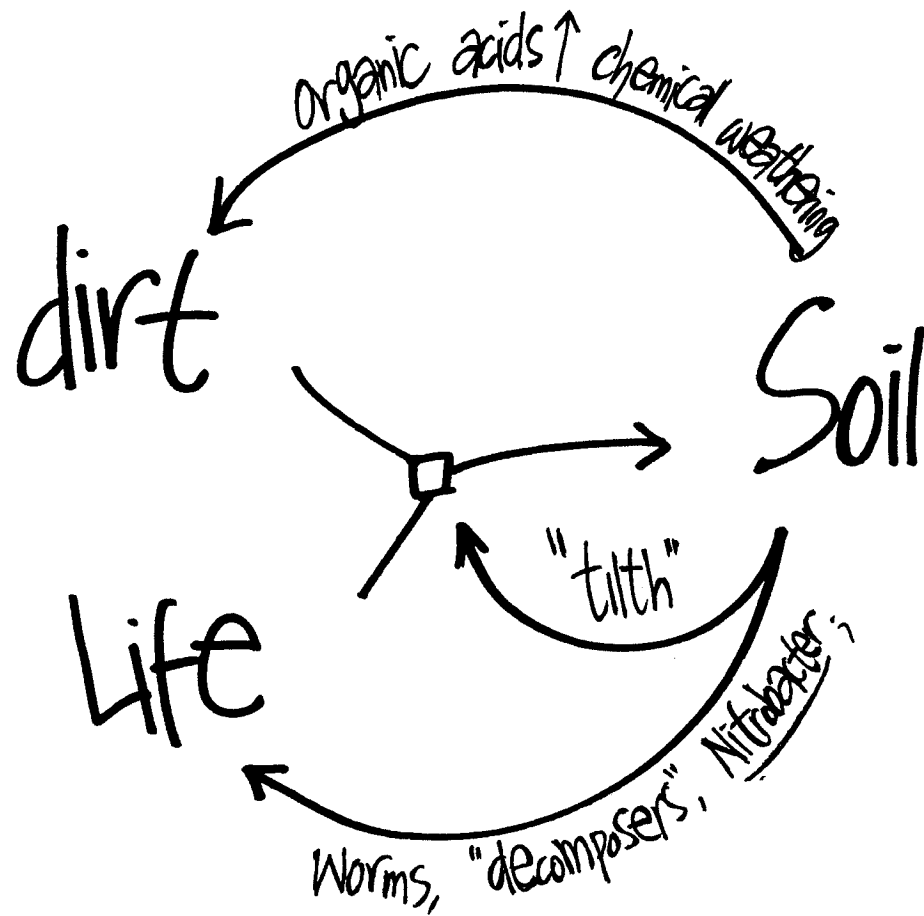 organic acids↑ chemical weathering
dirt
Soil
"tilth"
Life
Worms, "decomposers", Nitrobacter;